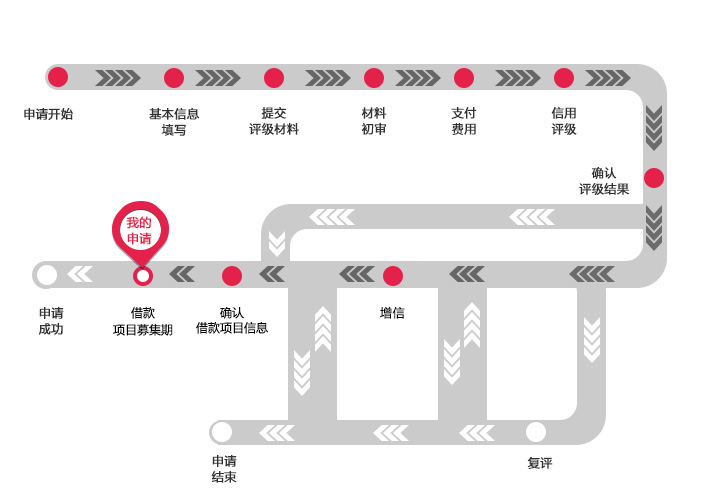 申请开始
基本信息
填写
提交
评级材料
材料
初审
支付
费用
信用
评级
确认
评级结果
我的
申请
申请
成功
借款
项目募集期
确认
借款项目信息
增信
申请
结束
复评